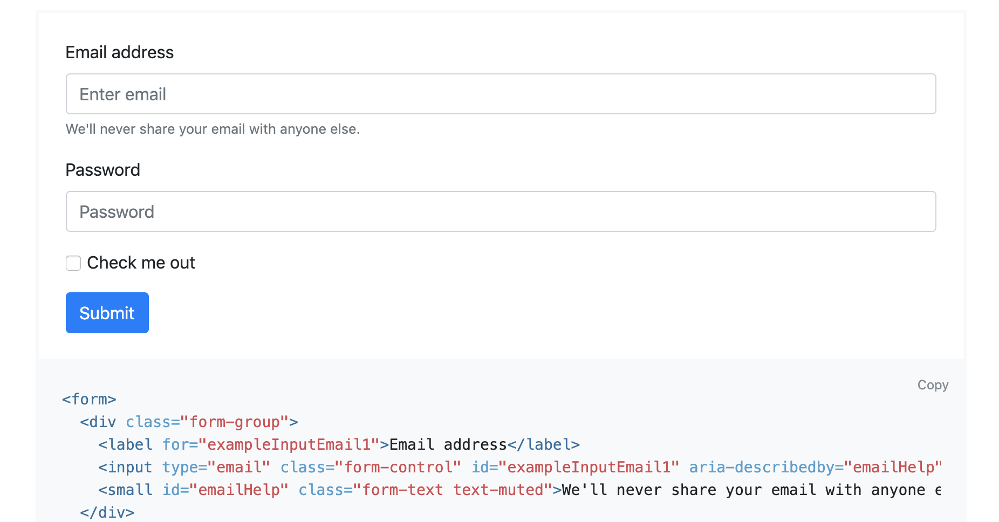 Email address
Enter email
We'll never share your email with anyone else.
Password
Password
Check me out
Submit
Copy
<form>
<div class="form-group">
<label for="exampleInputEmail1">Email address</label>
<input type="email" class="form-control" id="exampleInputEmail1" aria-describedby="emailHelp"
<small id="emailHelp" class="form-text text-muted">We'll never share your email with anyone
</div>